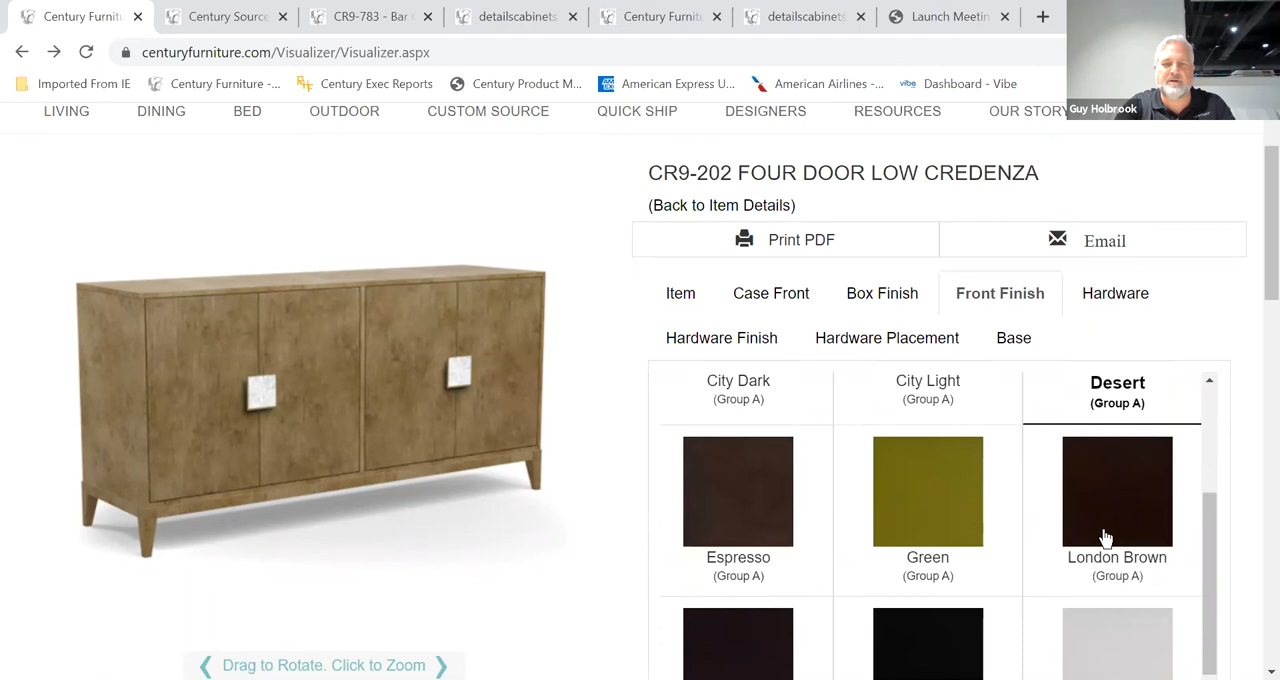 Century Furnitu
Century Source
CR9-783 - Bar
detailscabinets
Century Furnitu
detailscabinets
Launch Meetin
centuryfurniture.com/Visualizer/Visualizer.aspx
Imported From IE
Century Furniture -...
Century Exec Reports
Century Product M...
American Express U...
American Airlines -...
vibe
Dashboard - Vibe
Guy Holbrook
LIVING
DINING
BED
OUTDOOR
CUSTOM SOURCE
QUICK SHIP
DESIGNERS
RESOURCES
OUR STORY
CR9-202 FOUR DOOR LOW CREDENZA
(Back to Item Details)
Print PDF
Email
Item
Case Front
Box Finish
Front Finish
Hardware
Hardware Finish
Hardware Placement
Base
City Dark
(Group A)
City Light
(Group A)
Desert
(Group A)
Espresso
(Group A)
Green
(Group A)
London Brown
(Group A)
Drag to Rotate. Click to Zoom